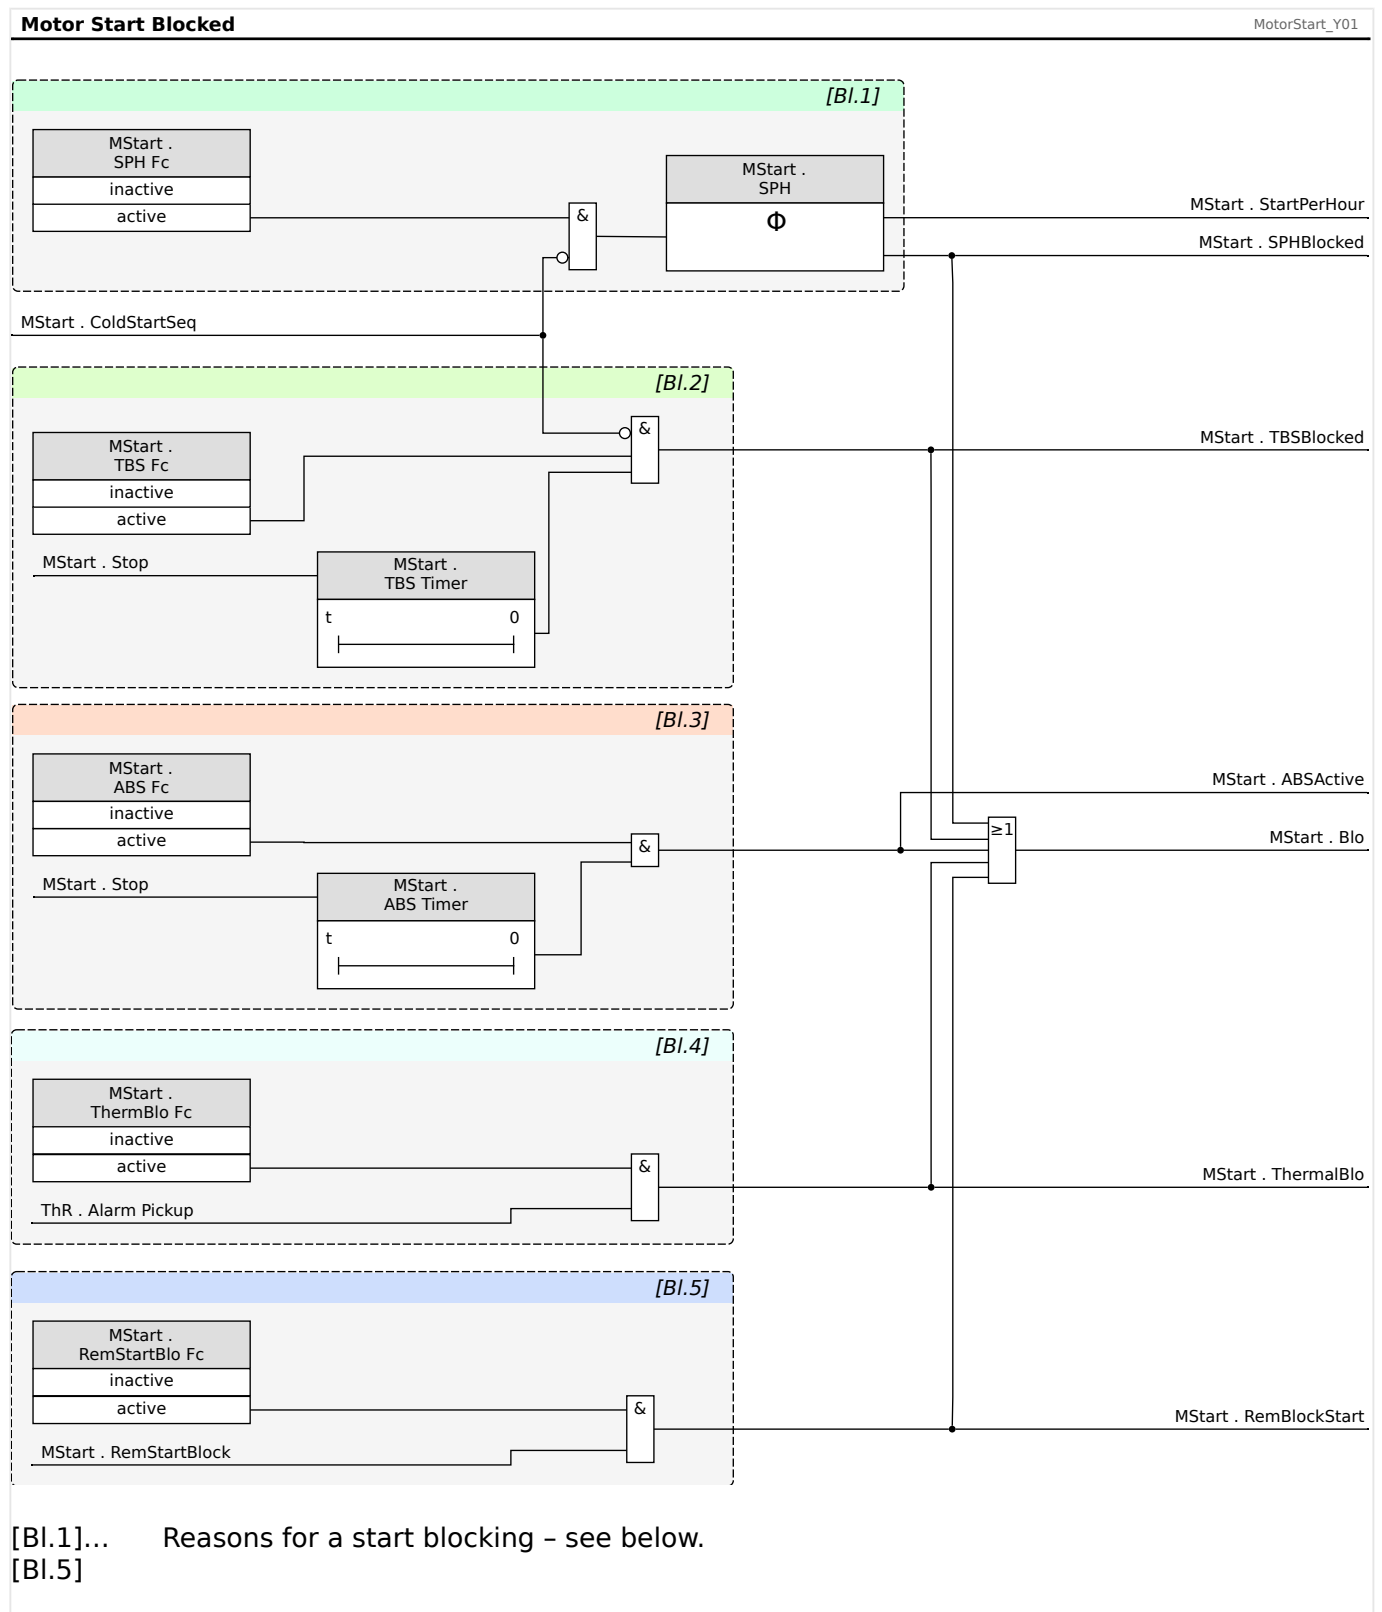 Motor Start Blocked
MotorStart_Y01
[Bl.1]
MStart .
SPH Fc
inactive
active
&
MStart .
SPH
Φ
MStart . StartPerHour
MStart . SPHBlocked
MStart . ColdStartSeq
[Bl.2]
MStart .
TBS Fc
inactive
active
&
MStart . TBSBlocked
MStart . Stop
MStart .
TBS Timer
t 0
[Bl.3]
MStart .
ABS Fc
inactive
active
&
MStart . ABSActive
≥1
MStart . Blo
MStart . Stop
MStart .
ABS Timer
t 0
[Bl.4]
MStart .
ThermBlo Fc
inactive
active
&
MStart . ThermalBlo
ThR . Alarm Pickup
[Bl.5]
MStart .
RemStartBlo Fc
inactive
active
&
MStart . RemBlockStart
MStart . RemStartBlock
[Bl.1]... Reasons for a start blocking – see below.
[Bl.5]